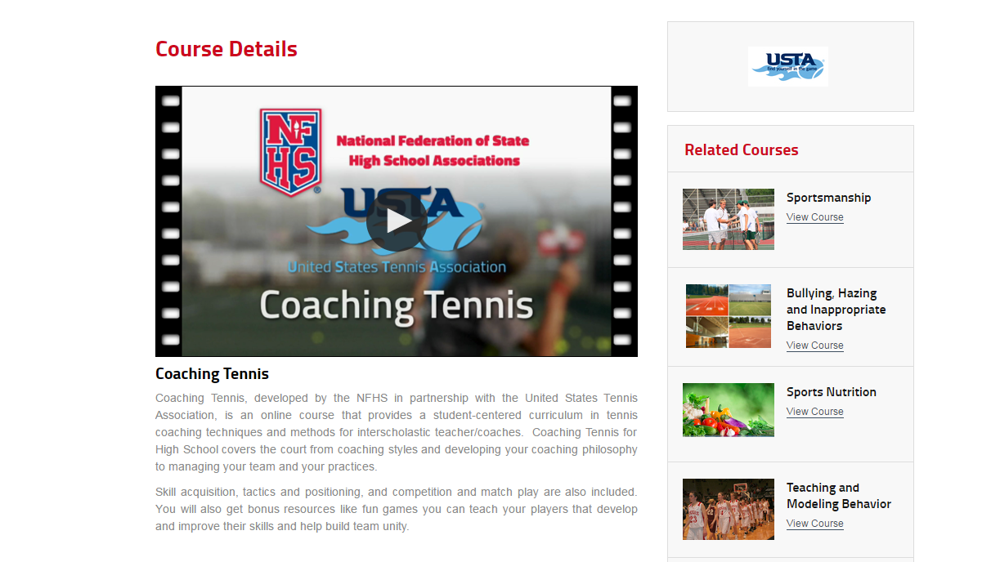 Course Details
NFHS
®
National Federation of State
High School Associations
USTA
United States Tennis Association
Coaching Tennis
Coaching Tennis
Coaching Tennis, developed by the NFHS in partnership with the United States Tennis
Association, is an online course that provides a student-centered curriculum in tennis
coaching techniques and methods for interscholastic teacher/coaches.  Coaching Tennis for
High School covers the court from coaching styles and developing your coaching philosophy
to managing your team and your practices.
Skill acquisition, tactics and positioning, and competition and match play are also included.
You will also get bonus resources like fun games you can teach your players that develop
and improve their skills and help build team unity.
USTA
find yourself in the game
Related Courses
Sportsmanship
View Course
Bullying, Hazing
and Inappropriate
Behaviors
View Course
Sports Nutrition
View Course
Teaching and
Modeling Behavior
View Course